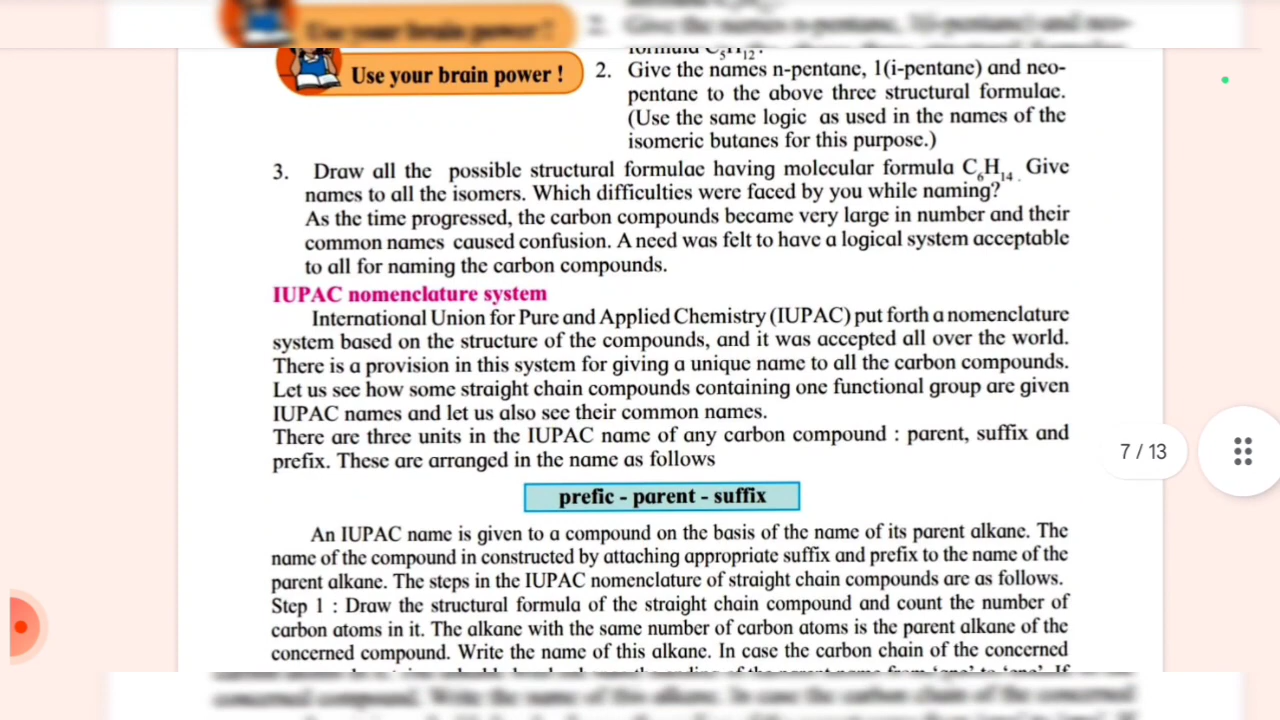 Use your brain power !
2. Give the names n-pentane, 1(i-pentane) and neo-
pentane to the above three structural formulae.
(Use the same logic as used in the names of the
isomeric butanes for this purpose.)
3. Draw all the possible structural formulae having molecular formula C₆H₁₄. Give
names to all the isomers. Which difficulties were faced by you while naming?
As the time progressed, the carbon compounds became very large in number and their
common names caused confusion. A need was felt to have a logical system acceptable
to all for naming the carbon compounds.
IUPAC nomenclature system
International Union for Pure and Applied Chemistry (IUPAC) put forth a nomenclature
system based on the structure of the compounds, and it was accepted all over the world.
There is a provision in this system for giving a unique name to all the carbon compounds.
Let us see how some straight chain compounds containing one functional group are given
IUPAC names and let us also see their common names.
There are three units in the IUPAC name of any carbon compound : parent, suffix and
prefix. These are arranged in the name as follows
7 / 13
prefic - parent - suffix
An IUPAC name is given to a compound on the basis of the name of its parent alkane. The
name of the compound in constructed by attaching appropriate suffix and prefix to the name of the
parent alkane. The steps in the IUPAC nomenclature of straight chain compounds are as follows.
Step 1 : Draw the structural formula of the straight chain compound and count the number of
carbon atoms in it. The alkane with the same number of carbon atoms is the parent alkane of the
concerned compound. Write the name of this alkane. In case the carbon chain of the concerned